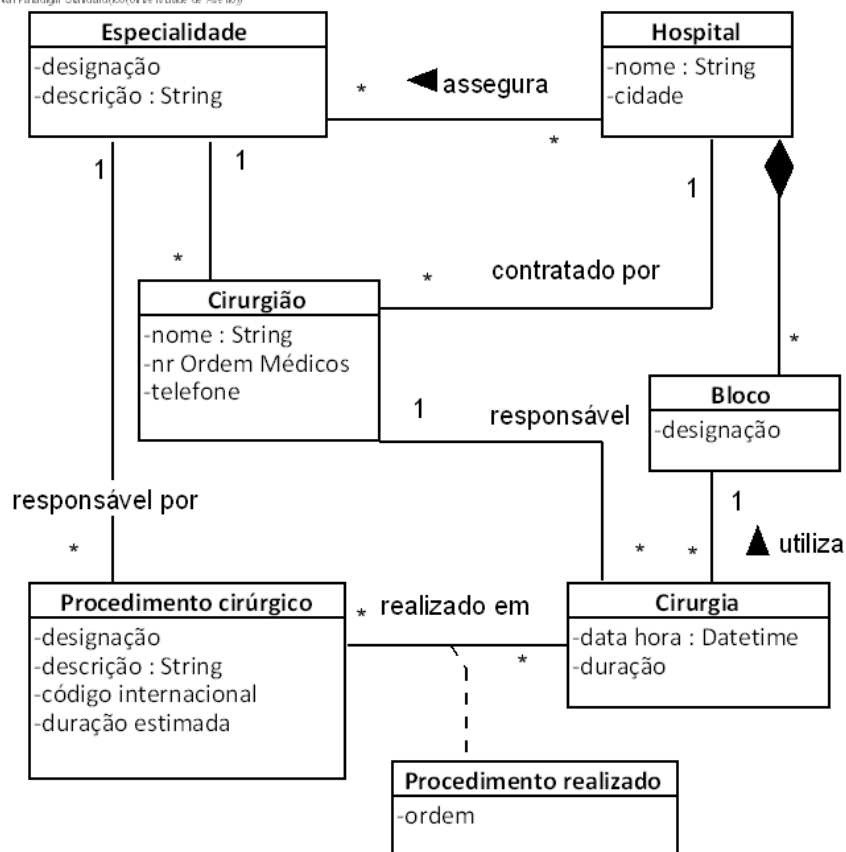 Especialidade
-designação
-descrição : String
Hospital
-nome : String
-cidade
* assegura
*
1
1
1
*
* contratado por
Cirurgião
-nome : String
-nr Ordem Médicos
-telefone
*
Bloco
-designação
1 responsável
1
utiliza
responsável por
*
* *
Procedimento cirúrgico
-designação
-descrição : String
-código internacional
-duração estimada
* realizado em
*
Cirurgia
-data hora : Datetime
-duração
Procedimento realizado
-ordem